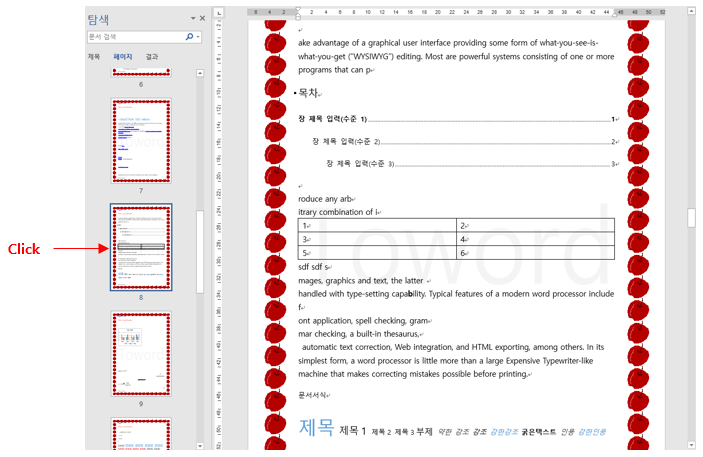 탐색
문서 검색
제목 페이지 결과
6
7
8
9
Click
ake advantage of a graphical user interface providing some form of what-you-see-is-
what-you-get ("WYSIWYG") editing. Most are powerful systems consisting of one or more
programs that can p
목차
장 제목 입력(수준 1) 1
장 제목 입력(수준 2) 2
장 제목 입력(수준 3) 3
roduce any arb
itrary combination of i
1 2
3 4
5 6
sdf sdf s
mages, graphics and text, the latter
handled with type-setting capability. Typical features of a modern word processor include
f
ont application, spell checking, gram
mar checking, a built-in thesaurus,
automatic text correction, Web integration, and HTML exporting, among others. In its
simplest form, a word processor is little more than a large Expensive Typewriter-like
machine that makes correcting mistakes possible before printing.
문서서식
제목 제목 1 제목 2 제목 3 부제 약한 강조 강조 강한강조 굵은텍스트 인용 강한인용